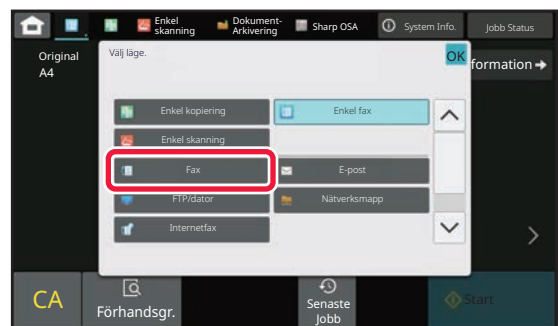 Enkel
skanning
Dokument-
Arkivering
Sharp OSA
System Info.
Jobb Status
Original
A4
Välj läge.
OK
formation
Enkel kopiering
Enkel fax
Enkel skanning
Fax
E-post
FTP/dator
Nätverksmapp
Internetfax
CA
Förhandsgr.
Senaste
Jobb
Start